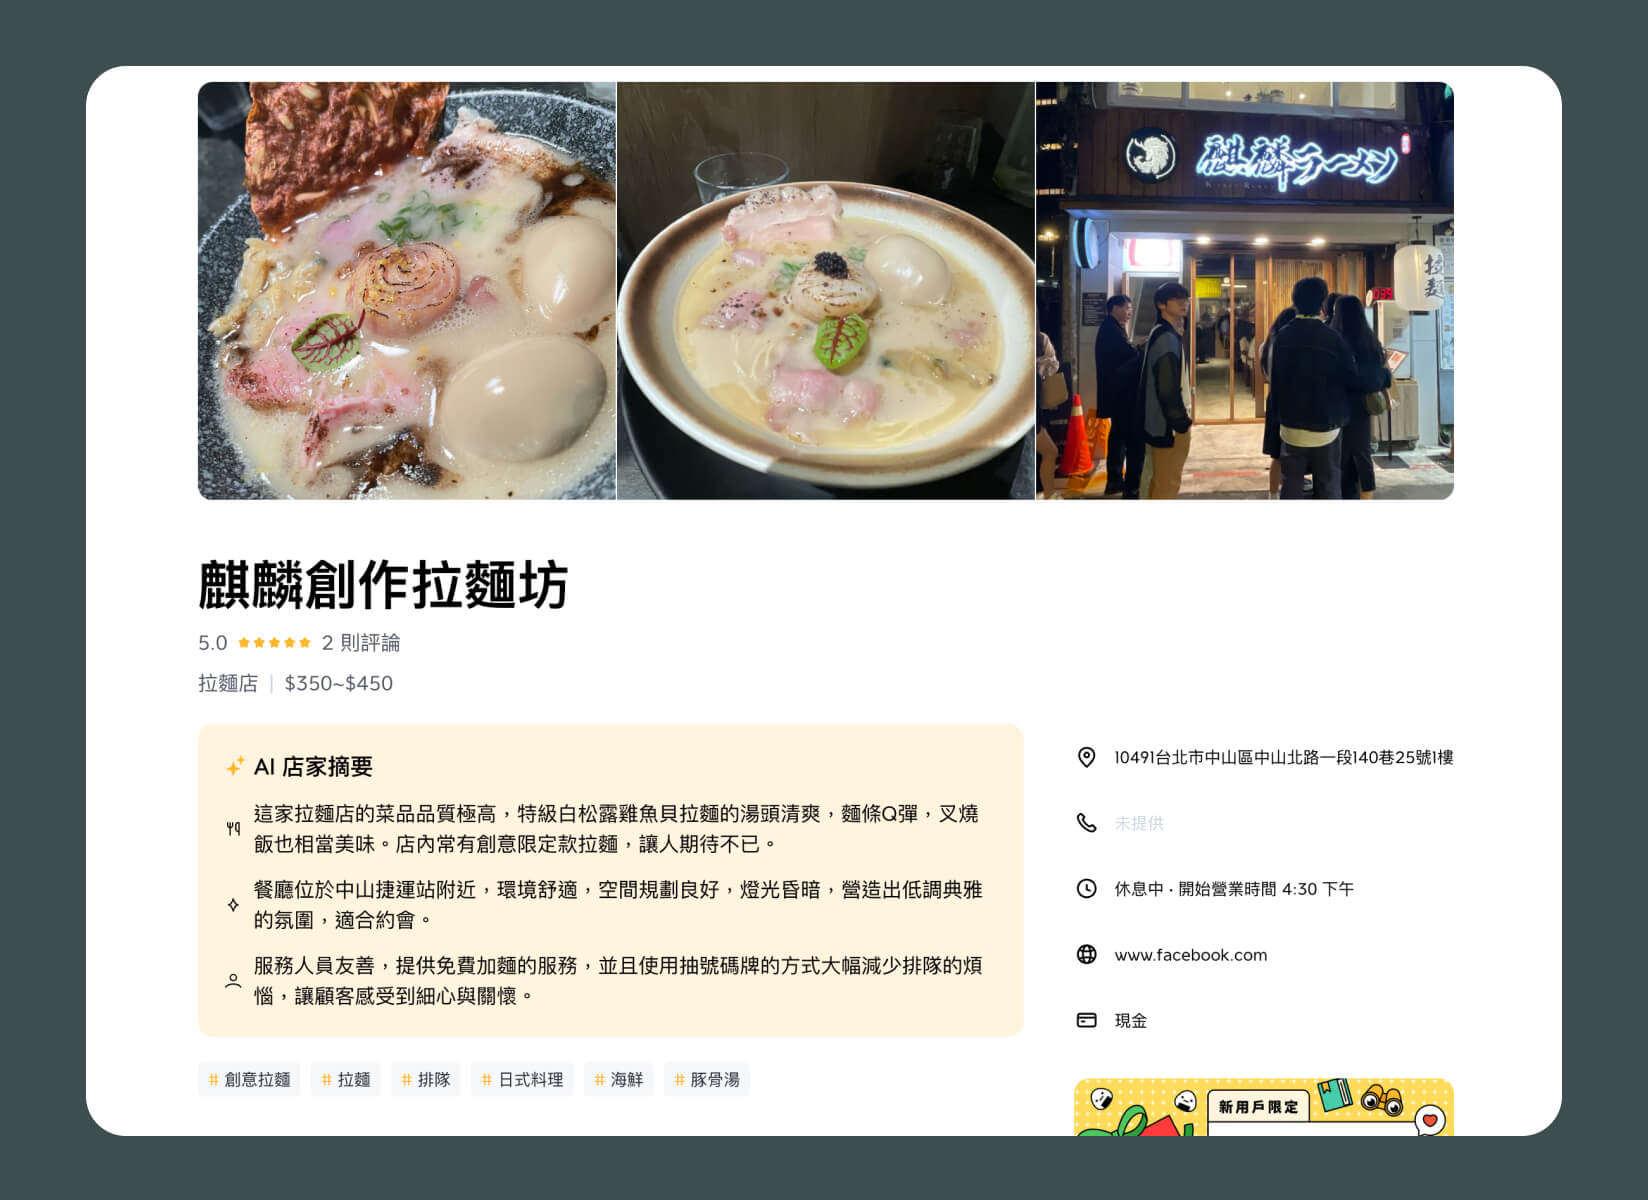 麒麟ラーメン
拉麺
麒麟創作拉麵坊
5.0 2 則評論
拉麵店 | $350~$450
AI 店家摘要
這家拉麵店的菜品品質極高，特級白松露雞魚貝拉麵的湯頭清爽，麵條Q彈，叉燒
飯也相當美味。店內常有創意限定款拉麵，讓人期待不已。
餐廳位於中山捷運站附近，環境舒適，空間規劃良好，燈光昏暗，營造出低調典雅
的氛圍，適合約會。
服務人員友善，提供免費加麵的服務，並且使用抽號碼牌的方式大幅減少排隊的煩
惱，讓顧客感受到細心與關懷。
# 創意拉麵 # 拉麵 # 排隊 # 日式料理 # 海鮮 # 豚骨湯
10491台北市中山區中山北路一段140巷25號1樓
未提供
休息中 · 開始營業時間 4:30 下午
www.facebook.com
現金
新用戶限定